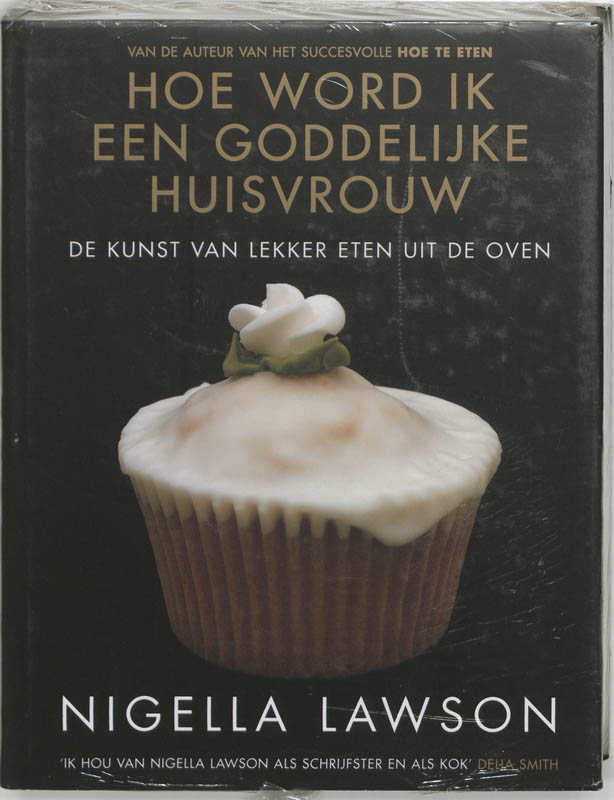 VAN DE AUTEUR VAN HET SUCCESVOLLE HOE TE ETEN
HOE WORD IK
EEN GODDELIJKE
HUISVROUW
DE KUNST VAN LEKKER ETEN UIT DE OVEN
NIGELLA LAWSON
'IK HOU VAN NIGELLA LAWSON ALS SCHRIJFSTER EN ALS KOK' DELIA SMITH